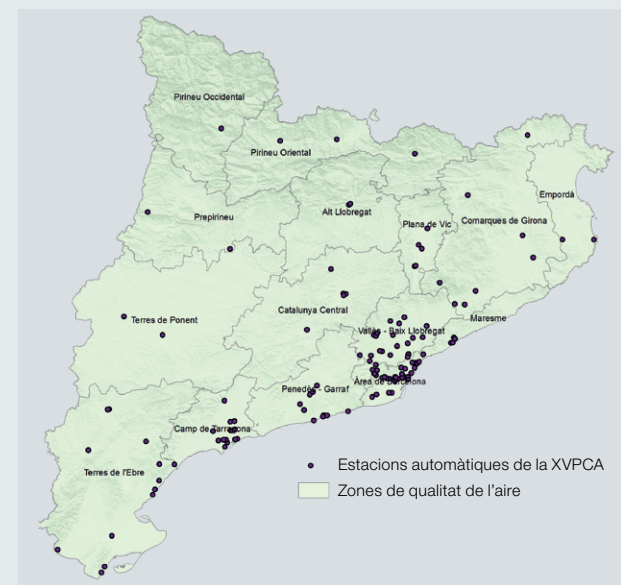 Pirineu Occidental
Pirineu Oriental
Empordà
Prepirineu
Alt Llobregat
Plana de Vic
Comarques de Girona
Terres de Ponent
Catalunya Central
Maresme
Vallès - Baix Llobregat
Àrea de Barcelona
Penedès - Garraf
Camp de Tarragona
Terres de l'Ebre
Estacions automàtiques de la XVPCA
Zones de qualitat de l'aire